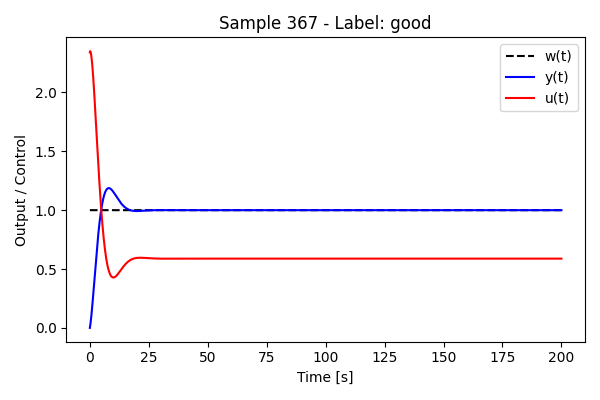 Sample 367 - Label: good
w(t)
y(t)
u(t)
Output / Control
2.0
1.5
1.0
0.5
0.0
0 25 50 75 100 125 150 175 200
Time [s]